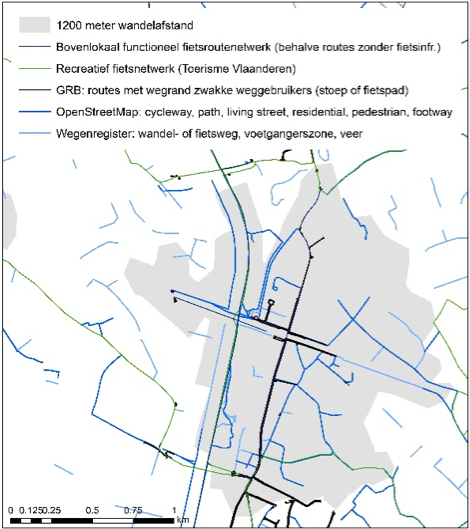 1200 meter wandelafstand
Bovenlokaal functioneel fietsroutenetwerk (behalve routes zonder fietsinfr.)
Recreatief fietsnetwerk (Toerisme Vlaanderen)
GRB: routes met wegrand zwakke weggebruikers (stoep of fietspad)
OpenStreetMap: cycleway, path, living street, residential, pedestrian, footway
Wegenregister: wandel- of fietsweg, voetgangerszone, veer
0 0.1250.25 0.5 0.75 1
km